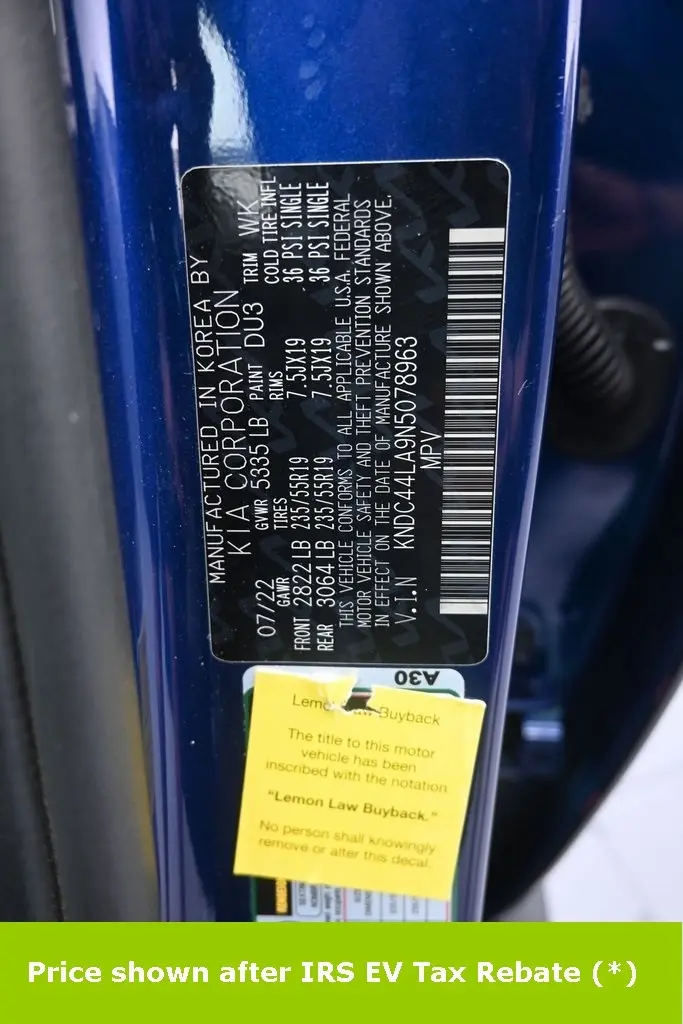 MANUFACTURED IN KOREA BY
KIA CORPORATION
07/22 GVWR 5335 LB PAINT DU3 TRIM WK
GAWR TIRES RIMS COLD TIRE INFL
FRONT 2822 LB 235/55R19 7.5JX19 36 PSI SINGLE
REAR 3064 LB 235/55R19 7.5JX19 36 PSI SINGLE
THIS VEHICLE CONFORMS TO ALL APPLICABLE U.S.A. FEDERAL
MOTOR VEHICLE SAFETY AND THEFT PREVENTION STANDARDS
IN EFFECT ON THE DATE OF MANUFACTURE SHOWN ABOVE.
V.I.N KNDC44LA9N5078963
MPV
A30
Lemon Law Buyback
The title to this motor
vehicle has been
inscribed with the notation
"Lemon Law Buyback."
No person shall knowingly
remove or alter this decal.
Price shown after IRS EV Tax Rebate (*)